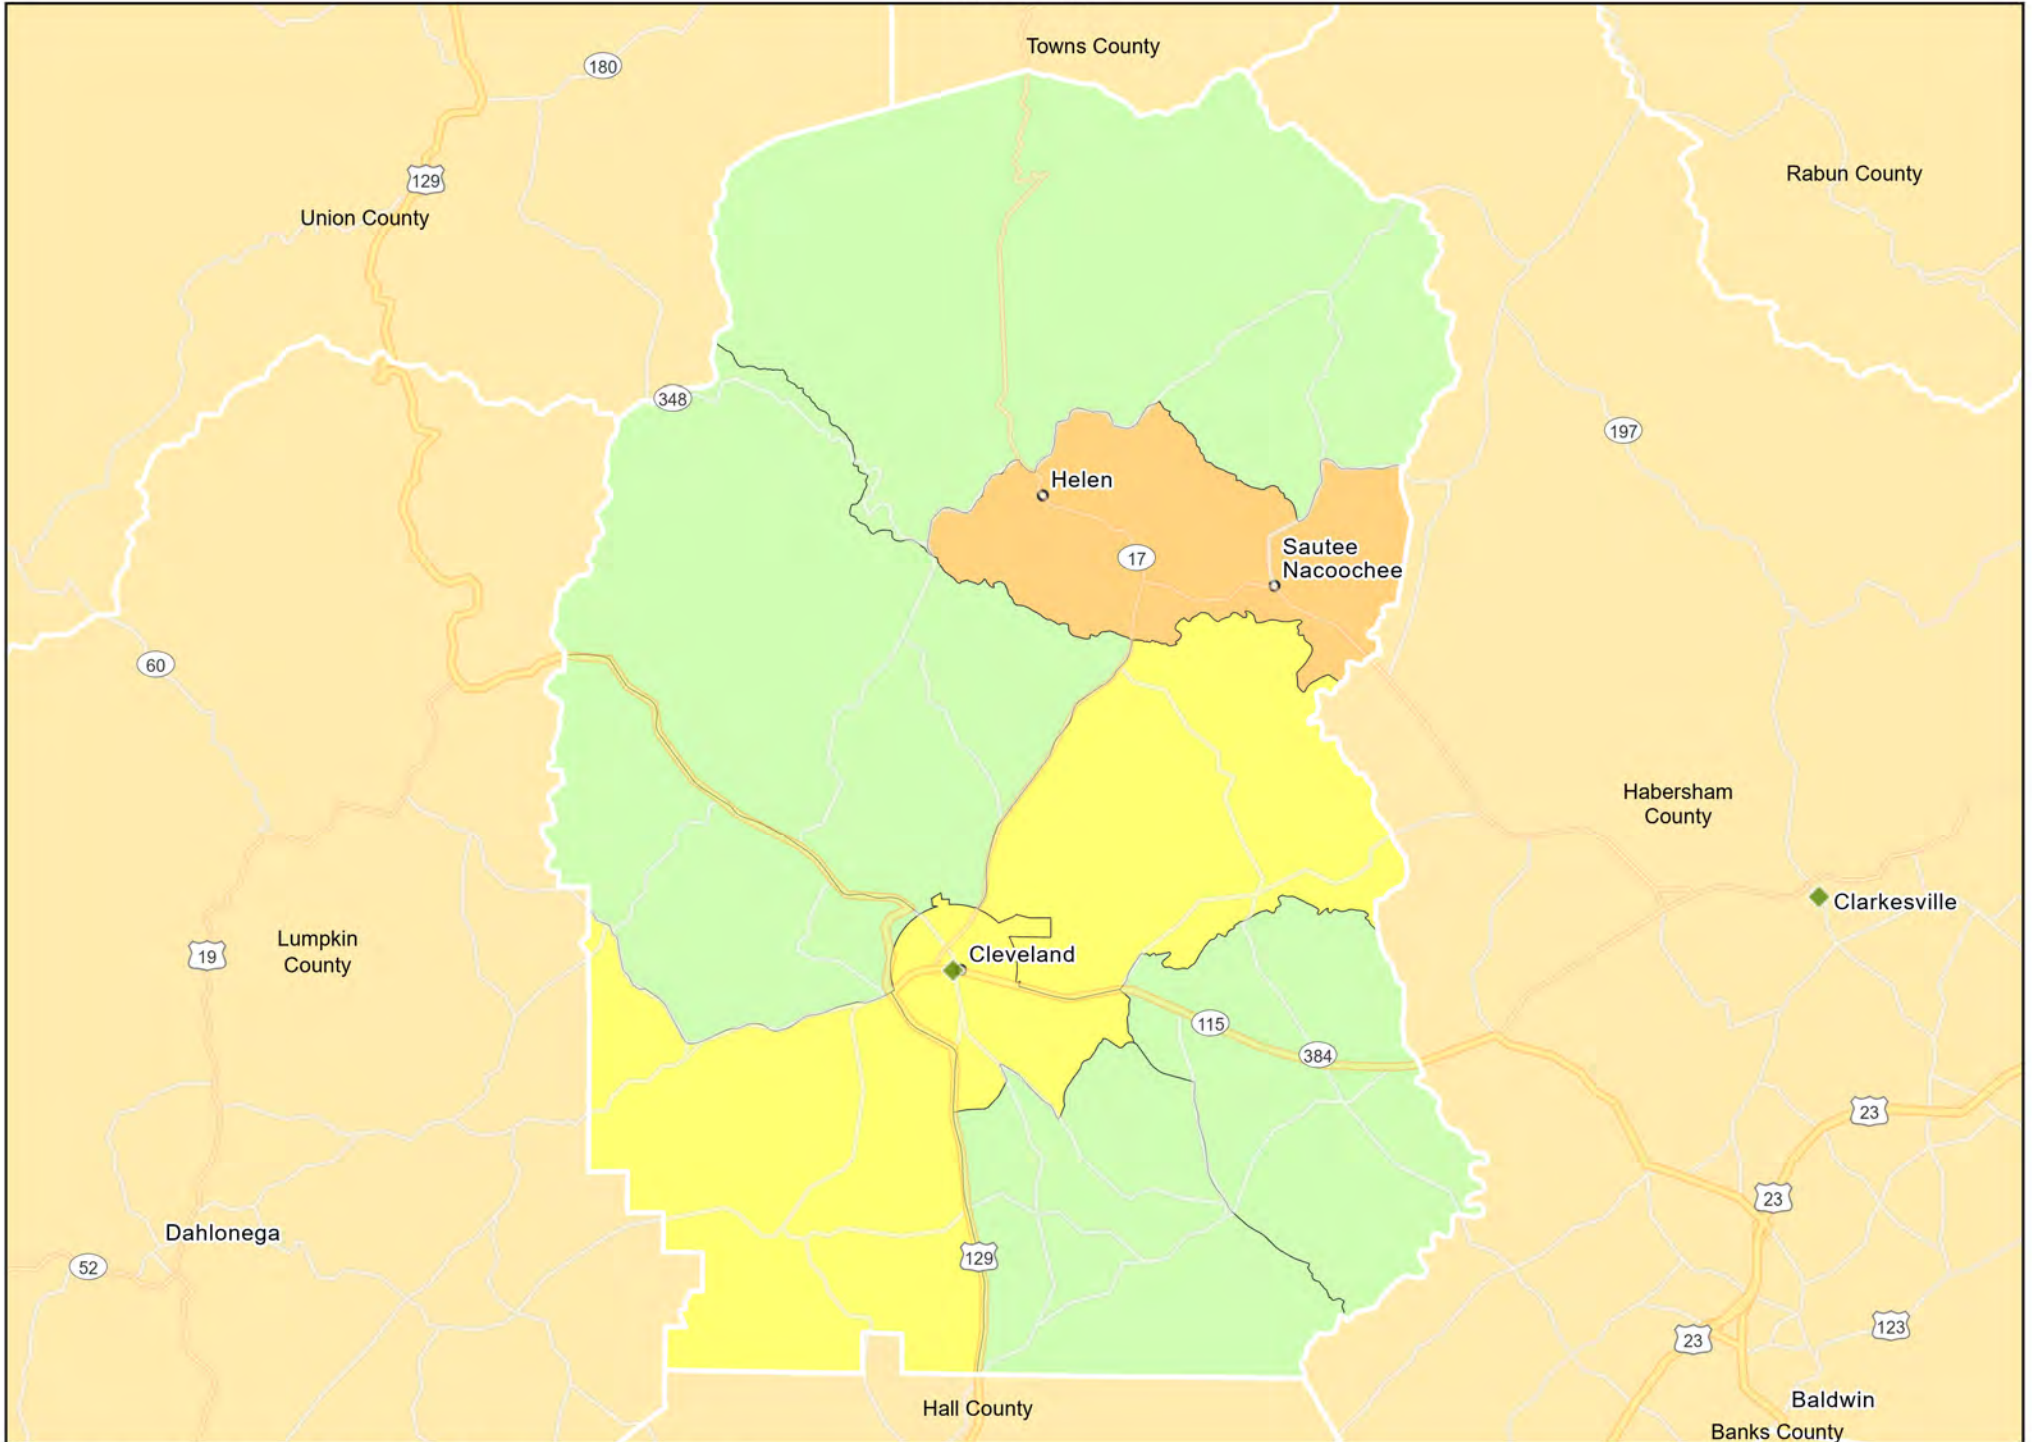 Towns County
180
129
Rabun County
Union County
348
197
Helen
17
Sautee
Nacoochee
60
Habersham
County
Clarkesville
Lumpkin
County
19
Cleveland
115
384
23
23
Dahlonega
52
129
123
23
Baldwin
Hall County
Banks County